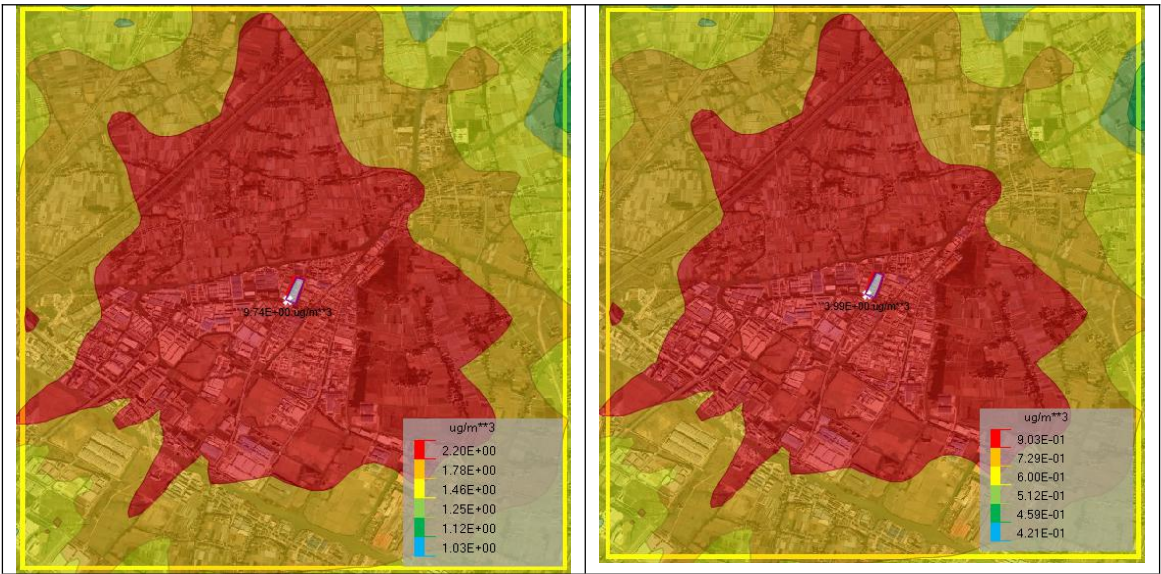 9.74E+00 ug/m**3
ug/m**3
2.20E+00
1.78E+00
1.46E+00
1.25E+00
1.12E+00
1.03E+00
3.99E+00 ug/m**3
ug/m**3
9.03E-01
7.29E-01
6.00E-01
5.12E-01
4.59E-01
4.21E-01